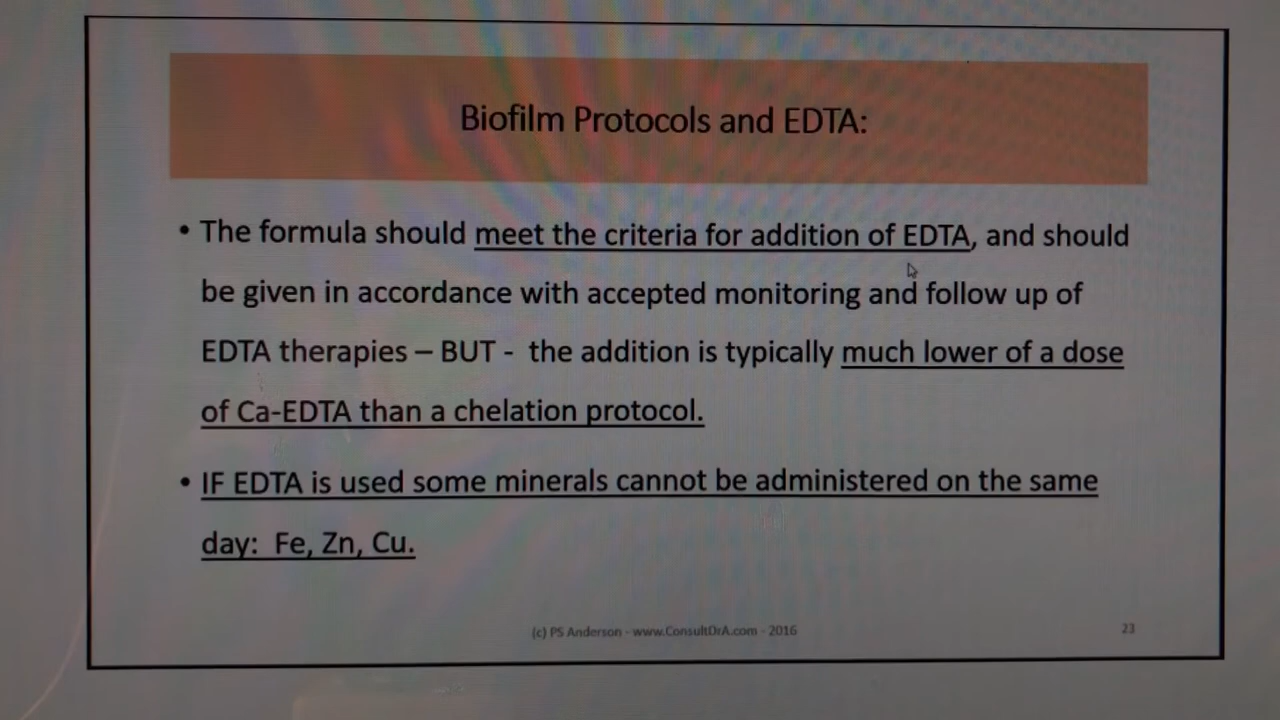 Biofilm Protocols and EDTA:
• The formula should meet the criteria for addition of EDTA, and should
be given in accordance with accepted monitoring and follow up of
EDTA therapies – BUT - the addition is typically much lower of a dose
of Ca-EDTA than a chelation protocol.
• IF EDTA is used some minerals cannot be administered on the same
day: Fe, Zn, Cu.
(c) PS Anderson - www.ConsultDrA.com - 2016
23